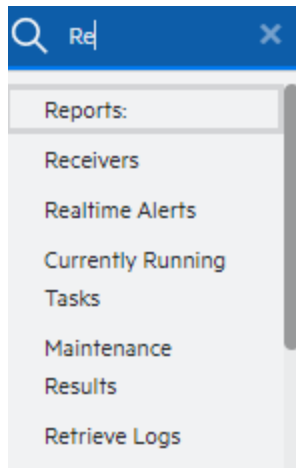 Re
Reports:
Receivers
Realtime Alerts
Currently Running
Tasks
Maintenance
Results
Retrieve Logs